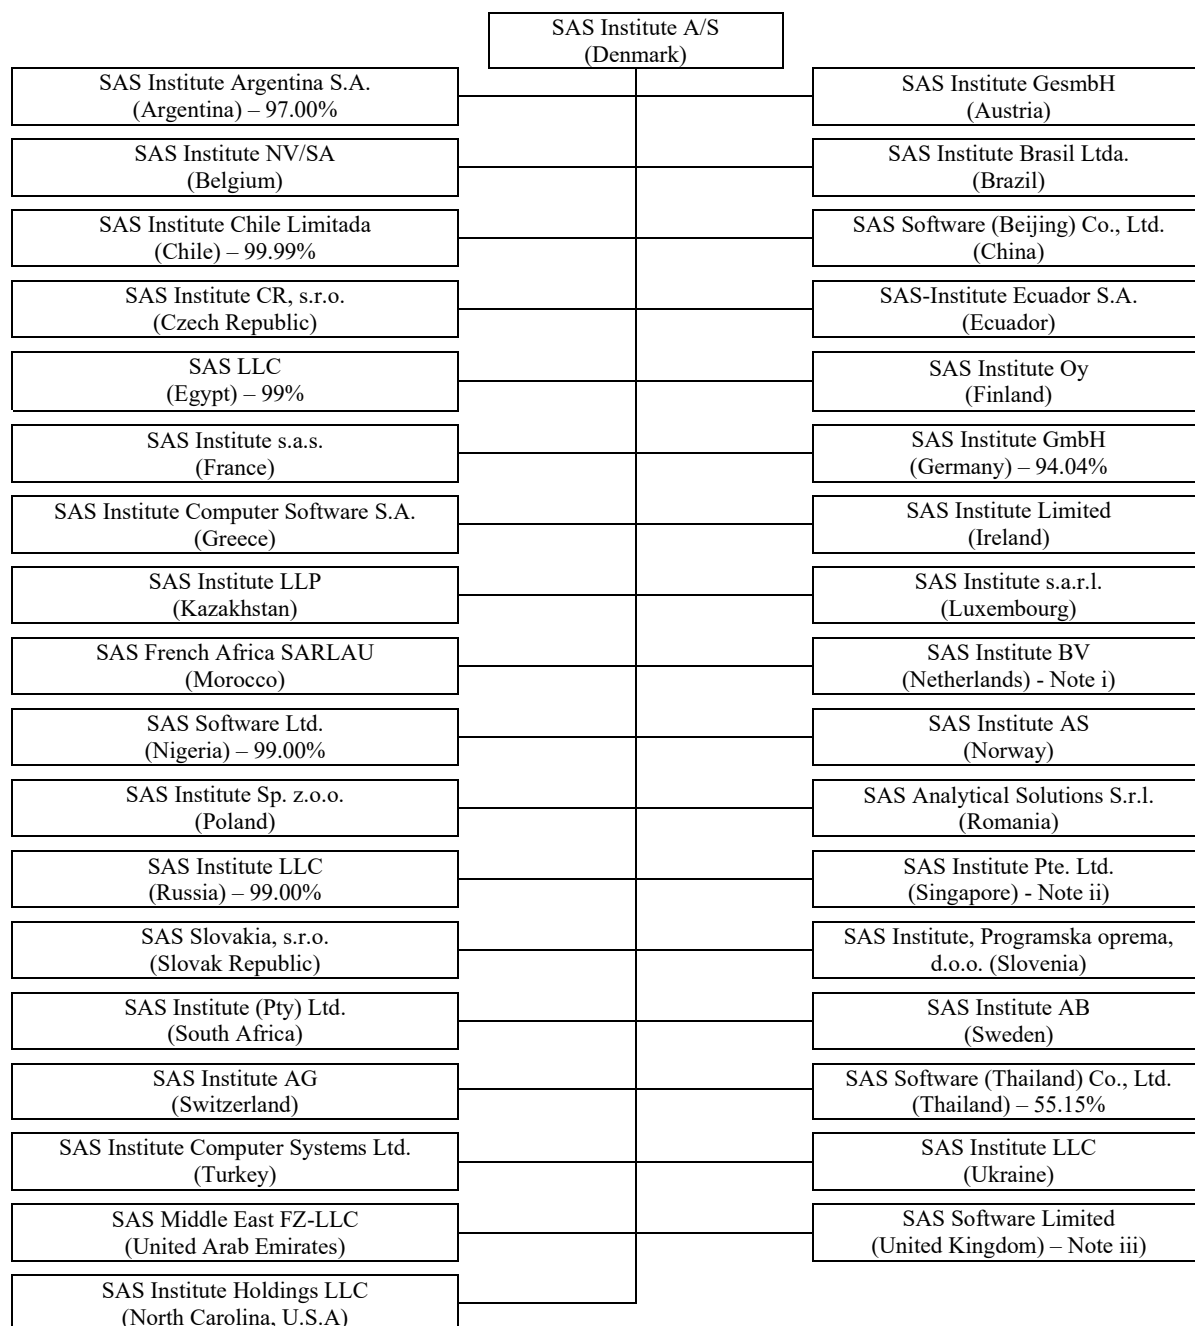 SAS Institute A/S
(Denmark)
SAS Institute Argentina S.A.
(Argentina) – 97.00%
SAS Institute GesmbH
(Austria)
SAS Institute NV/SA
(Belgium)
SAS Institute Brasil Ltda.
(Brazil)
SAS Institute Chile Limitada
(Chile) – 99.99%
SAS Software (Beijing) Co., Ltd.
(China)
SAS Institute CR, s.r.o.
(Czech Republic)
SAS-Institute Ecuador S.A.
(Ecuador)
SAS LLC
(Egypt) – 99%
SAS Institute Oy
(Finland)
SAS Institute s.a.s.
(France)
SAS Institute GmbH
(Germany) – 94.04%
SAS Institute Computer Software S.A.
(Greece)
SAS Institute Limited
(Ireland)
SAS Institute LLP
(Kazakhstan)
SAS Institute s.a.r.l.
(Luxembourg)
SAS French Africa SARLAU
(Morocco)
SAS Institute BV
(Netherlands) - Note i)
SAS Software Ltd.
(Nigeria) – 99.00%
SAS Institute AS
(Norway)
SAS Institute Sp. z.o.o.
(Poland)
SAS Analytical Solutions S.r.l.
(Romania)
SAS Institute LLC
(Russia) – 99.00%
SAS Institute Pte. Ltd.
(Singapore) - Note ii)
SAS Slovakia, s.r.o.
(Slovak Republic)
SAS Institute, Programska oprema,
d.o.o. (Slovenia)
SAS Institute (Pty) Ltd.
(South Africa)
SAS Institute AB
(Sweden)
SAS Institute AG
(Switzerland)
SAS Software (Thailand) Co., Ltd.
(Thailand) – 55.15%
SAS Institute Computer Systems Ltd.
(Turkey)
SAS Institute LLC
(Ukraine)
SAS Middle East FZ-LLC
(United Arab Emirates)
SAS Software Limited
(United Kingdom) – Note iii)
SAS Institute Holdings LLC
(North Carolina, U.S.A)